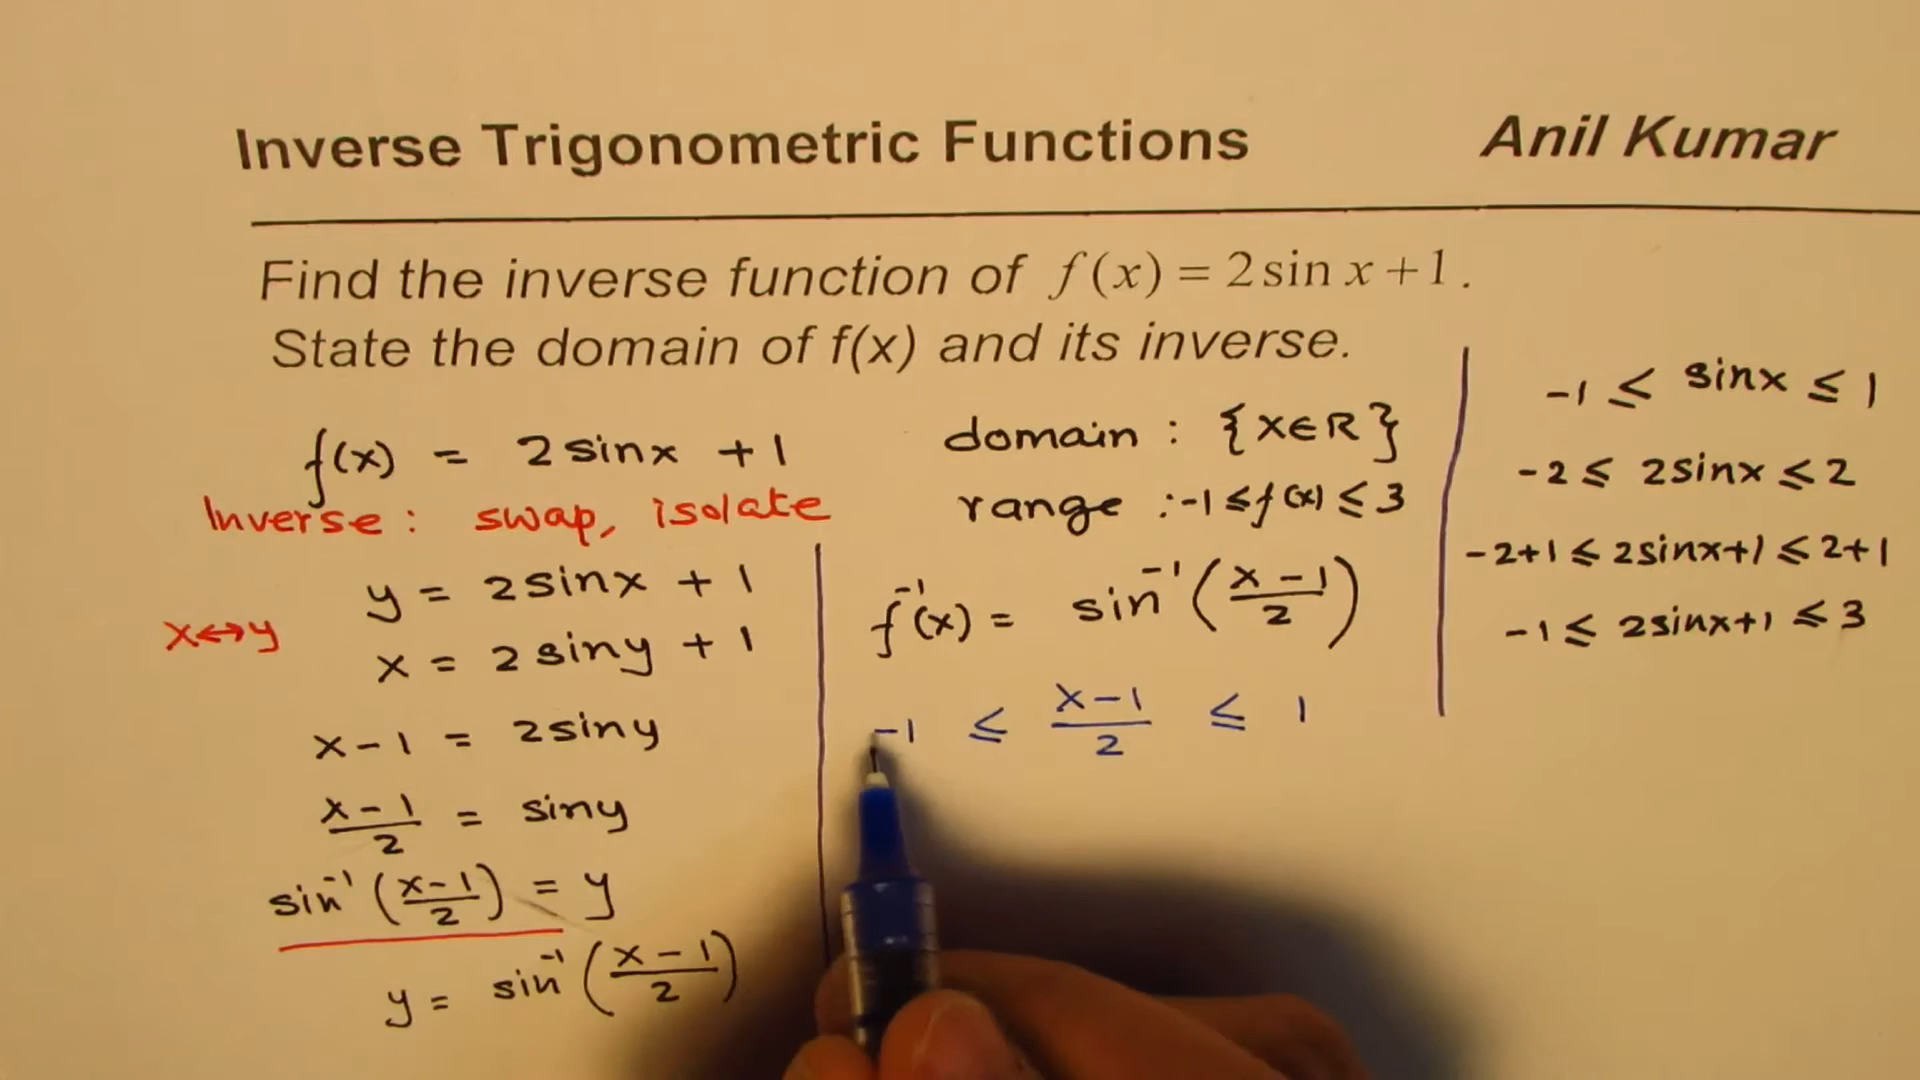 Inverse Trigonometric Functions
Anil Kumar
Find the inverse function of f(x) = 2 sin x + 1.
State the domain of f(x) and its inverse.
f(x) = 2sinx + 1
Inverse: swap, isolate
y = 2sinx + 1
x↔y
x = 2siny + 1
x-1 = 2siny
(x-1)/2 = siny
sin⁻¹((x-1)/2) = y
y = sin⁻¹((x-1)/2)
domain : {x∈R}
range : -1 ≤ f(x) ≤ 3
f⁻¹(x) = sin⁻¹((x-1)/2)
-1 ≤ (x-1)/2 ≤ 1
-1 ≤ sinx ≤ 1
-2 ≤ 2sinx ≤ 2
-2+1 ≤ 2sinx+1 ≤ 2+1
-1 ≤ 2sinx+1 ≤ 3